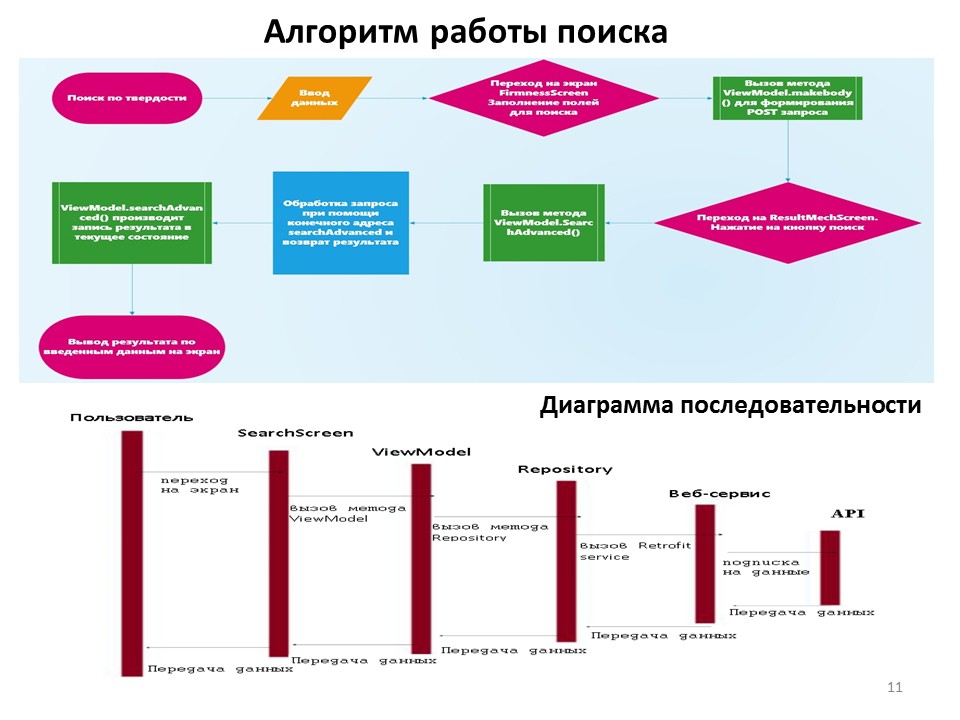 Алгоритм работы поиска
Поиск по твердости
Ввод
данных
Переход на экран
FirmnessScreen
Заполнение полей
для поиска
Вызов метода
ViewModel.makebody
() для формирования
POST запроса
ViewModel.searchAdvan
ced() производит
запись результата в
текущее состояние
Обработка запроса
при помощи
конечного адреса
searchAdvanced и
возврат результата
Вызов метода
ViewModel.Searc
hAdvanced()
Переход на ResultMechScreen.
Нажатие на кнопку поиск
Вывод результата по
введенным данным на экран
Диаграмма последовательности
Пользователь
SearchScreen
ViewModel
Repository
Веб-сервис
API
переход
на экран
вызов метода
ViewModel
вызов метода
Repository
вызов Retrofit
service
подписка
на данные
Передача данных
Передача данных
Передача данных
Передача данных
Передача данных
11